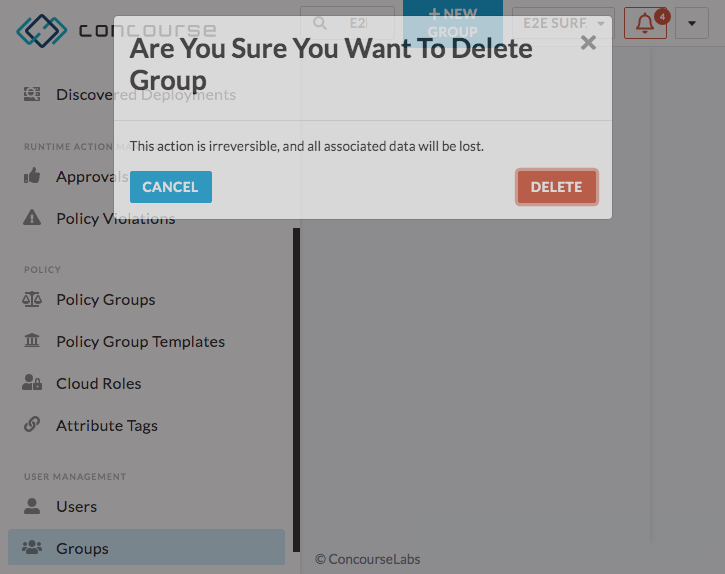 concourse
E2
+ NEW GROUP
E2E SURF.
4
Are You Sure You Want To Delete
Group
This action is irreversible, and all associated data will be lost.
CANCEL
DELETE
Discovered Deployments
RUNTIME ACTION
Approvals
Policy Violations
POLICY
Policy Groups
Policy Group Templates
Cloud Roles
Attribute Tags
USER MANAGEMENT
Users
Groups
© ConcourseLabs